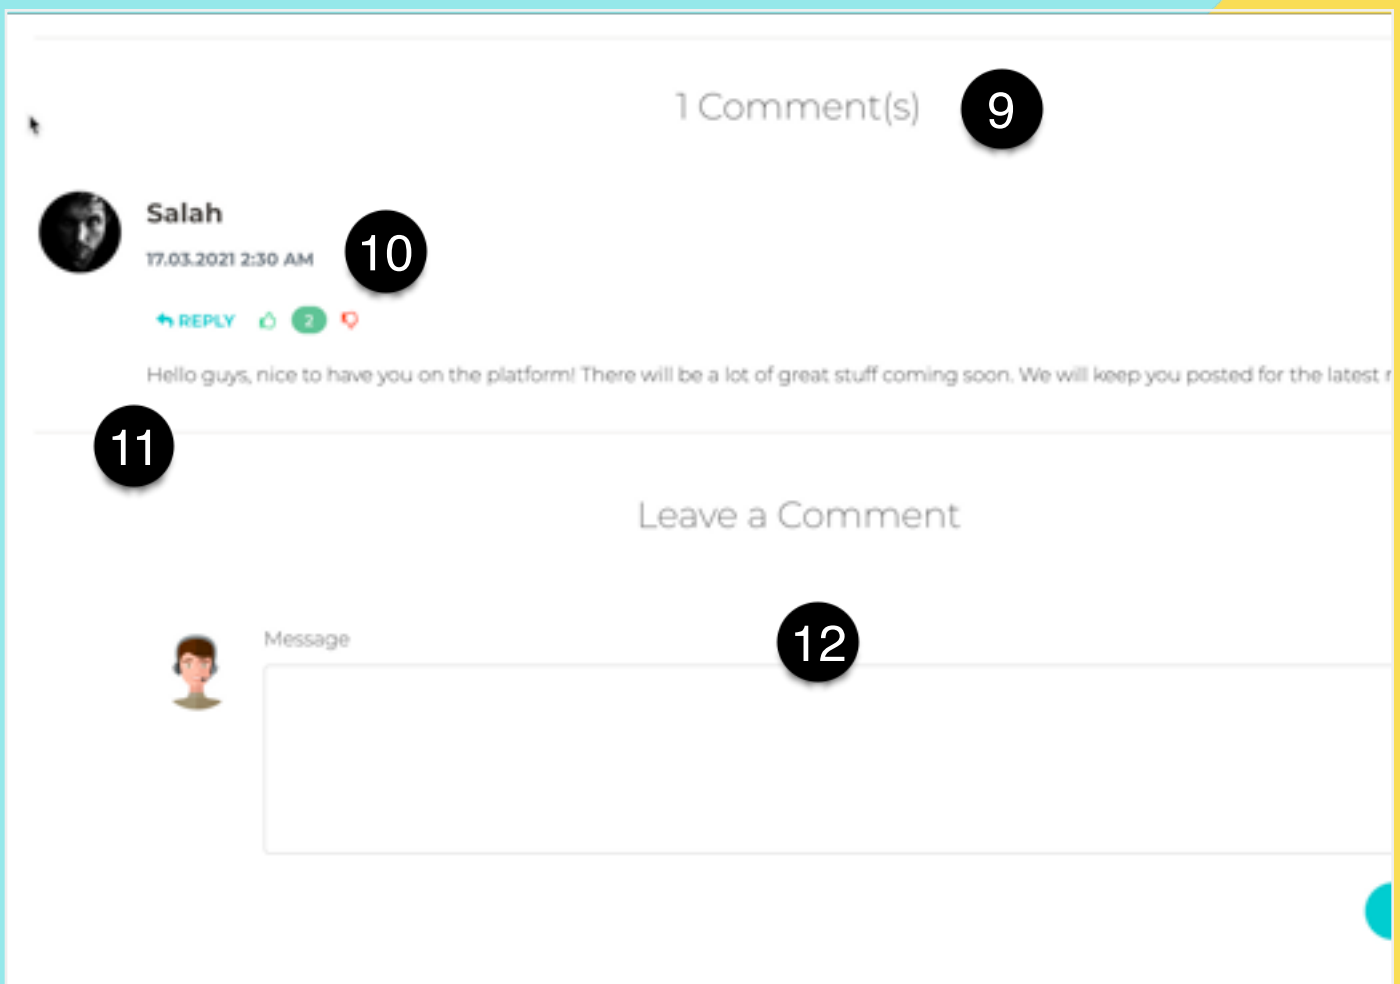 1 Comment(s) 9
Salah
17.03.2021 2:30 AM 10
REPLY 2
Hello guys, nice to have you on the platform! There will be a lot of great stuff coming soon. We will keep you posted for the latest
11
Leave a Comment
12
Message